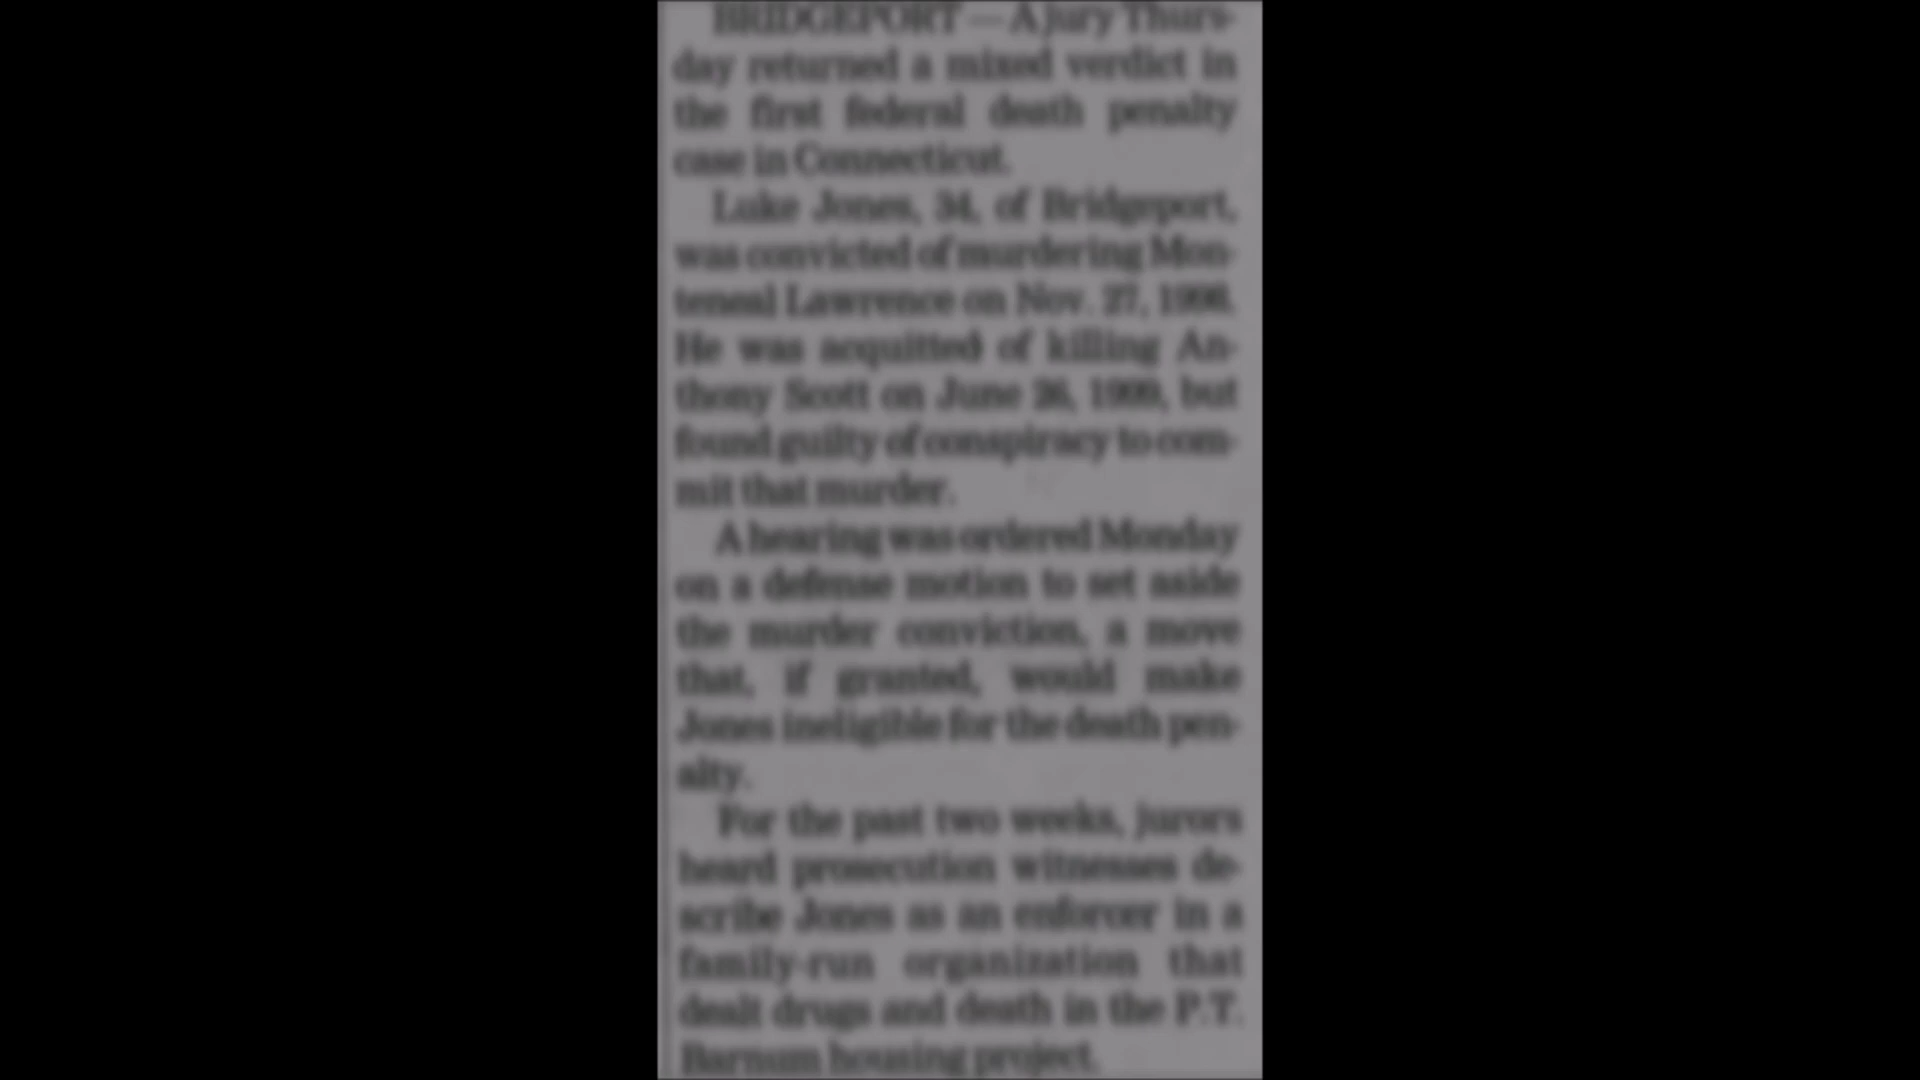 BRIDGEPORT — A jury Thurs-
day returned a mixed verdict in
the first federal death penalty
case in Connecticut.
Luke Jones, 34, of Bridgeport,
was convicted of murdering Mon-
teneal Lawrence on Nov. 27, 1998.
He was acquitted of killing An-
thony Scott on June 26, 1999, but
found guilty of conspiracy to com-
mit that murder.
A hearing was ordered Monday
on a defense motion to set aside
the murder conviction, a move
that, if granted, would make
Jones ineligible for the death pen-
alty.
For the past two weeks, jurors
heard prosecution witnesses de-
scribe Jones as an enforcer in a
family-run organization that
dealt drugs and death in the P.T.
Barnum housing project.